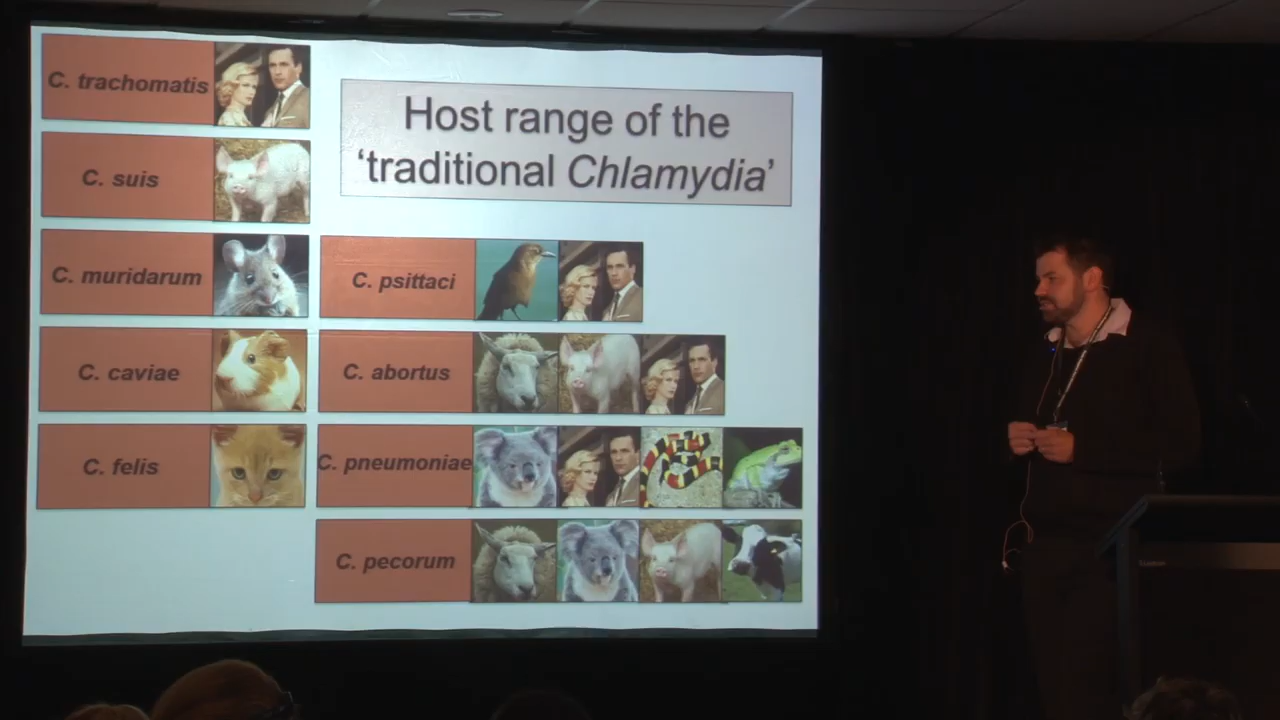 C. trachomatis
C. suis
C. muridarum
C. caviae
C. felis
Host range of the
‘traditional Chlamydia’
C. psittaci
C. abortus
C. pneumoniae
C. pecorum